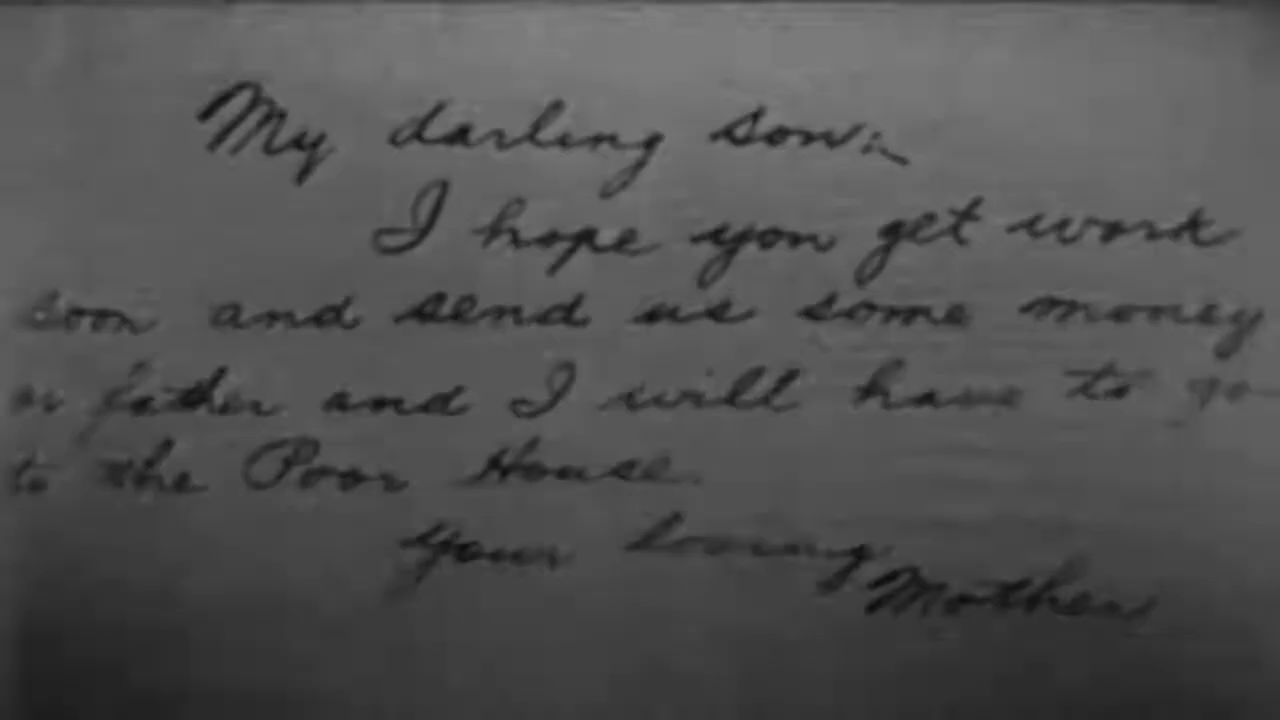 My darling son:-
I hope you get work
soon and send us some money
or father and I will have to go
to the Poor House.
Your loving
Mother